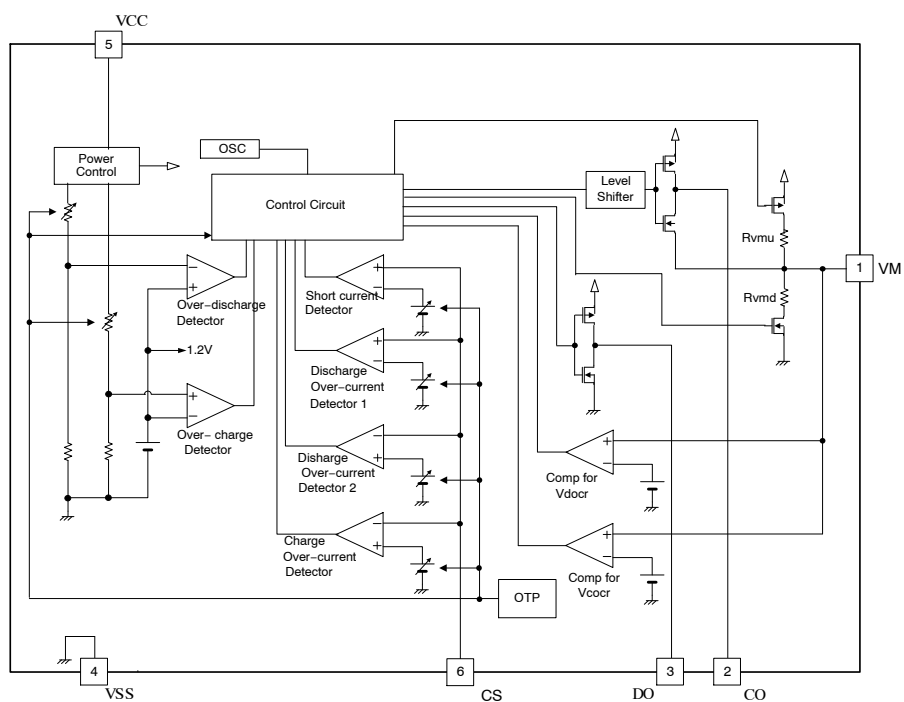 VCC
5
OSC
Power
Control
Level
Shifter
Control Circuit
Rvmu
1
VM
Rvmd
−
+
Over−discharge
Detector
+
−
Short current
Detector
1.2V
+
−
Discharge
Over−current
Detector 1
+
−
Over− charge
Detector
−
+
Disharge
Over−current
Detector 2
+
−
Comp for
Vdocr
−
+
Charge
Over−current
Detector
+
−
Comp for
Vcocr
OTP
4
VSS
6
CS
3
DO
2
CO